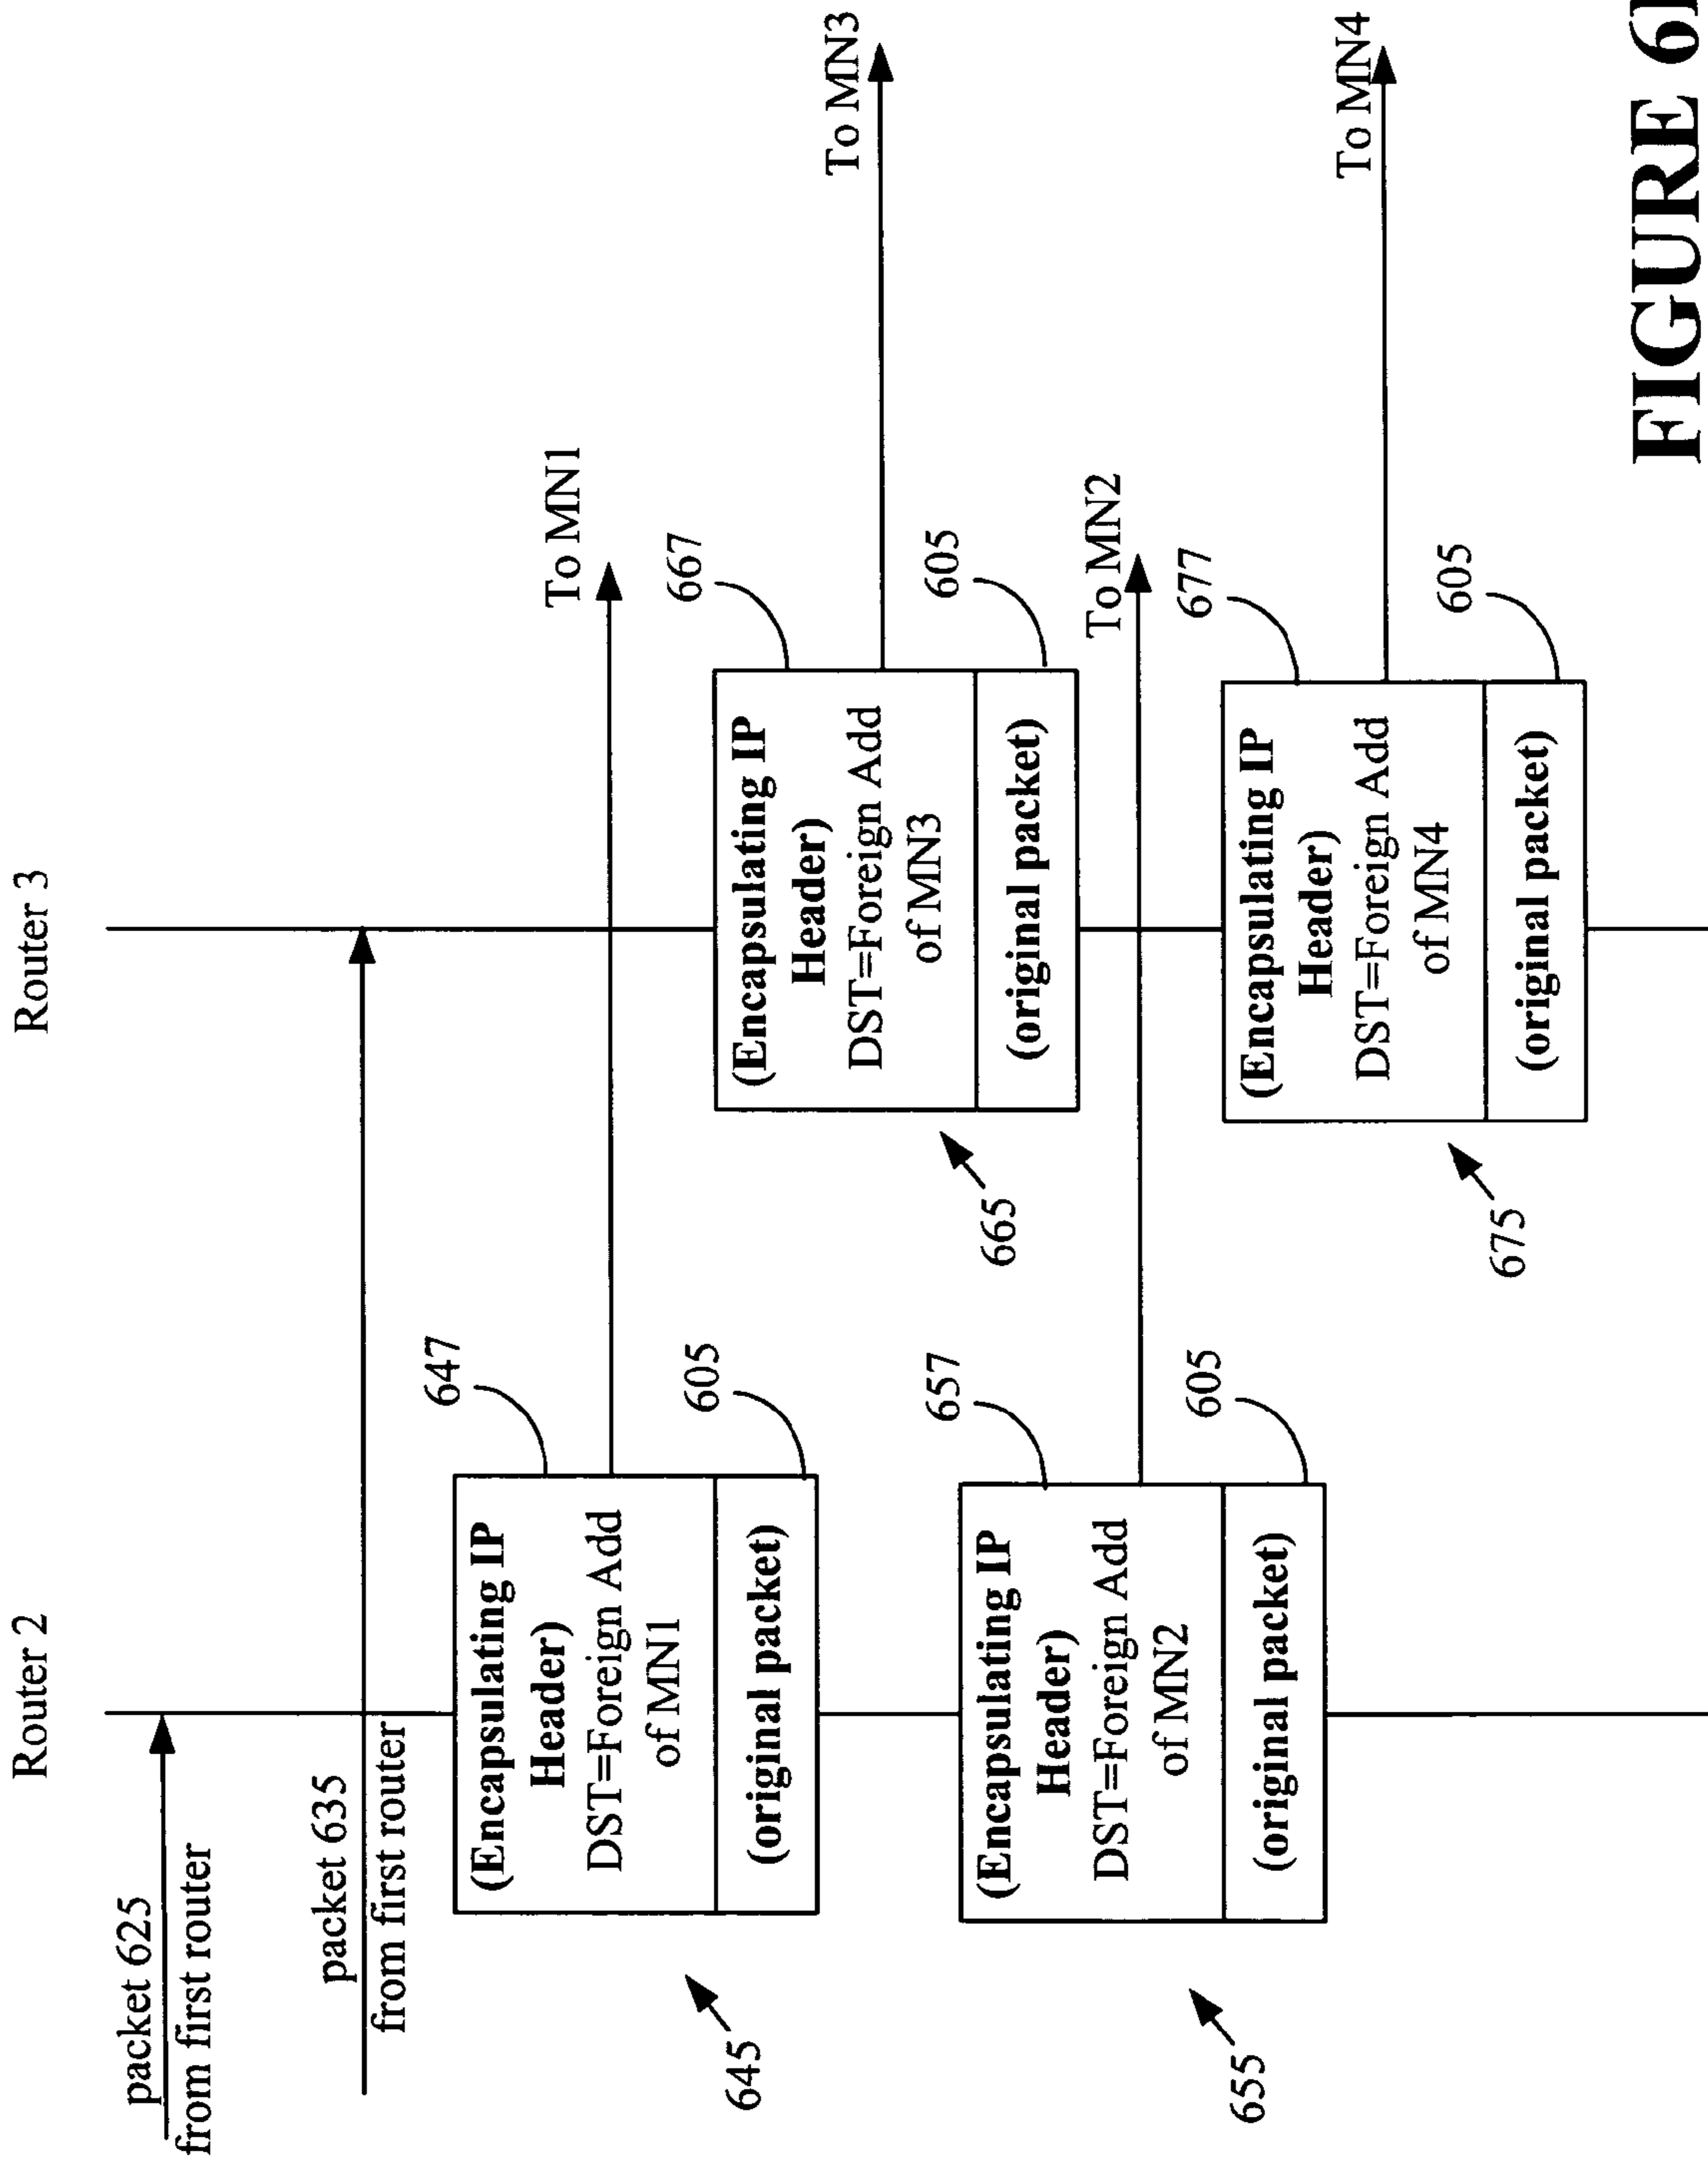 Router 2
Router 3
packet 625
from first router
packet 635
from first router
647
(Encapsulating IP
Header)
DST=Foreign Add
of MN1
(original packet)
605
645
To MN1
667
(Encapsulating IP
Header)
DST=Foreign Add
of MN3
(original packet)
605
665
To MN3
657
(Encapsulating IP
Header)
DST=Foreign Add
of MN2
(original packet)
605
655
To MN2
677
(Encapsulating IP
Header)
DST=Foreign Add
of MN4
(original packet)
605
675
To MN4
FIGURE